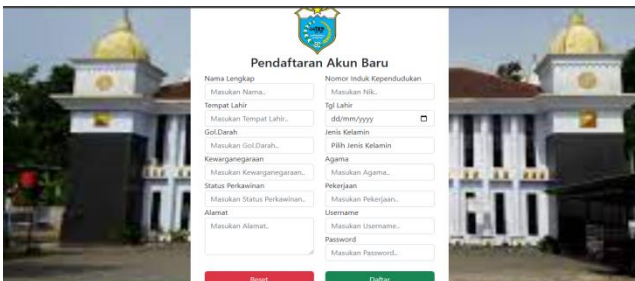 Pendaftaran Akun Baru
Nama Lengkap Nomor Induk Kependudukan
Masukan Nama.. Masukan Nik..
Tempat Lahir Tgl Lahir
Masukan Tempat Lahir.. dd/mm/yyyy
Gol.Darah Jenis Kelamin
Masukan Gol.Darah.. Pilih Jenis Kelamin
Kewarganegaraan Agama
Masukan Kewarganegaraan.. Masukan Agama..
Status Perkawinan Pekerjaan
Masukan Status Perkawinan.. Masukan Pekerjaan..
Alamat Username
Masukan Alamat.. Masukan Username..
Password
Masukan Password..
Reset Daftar